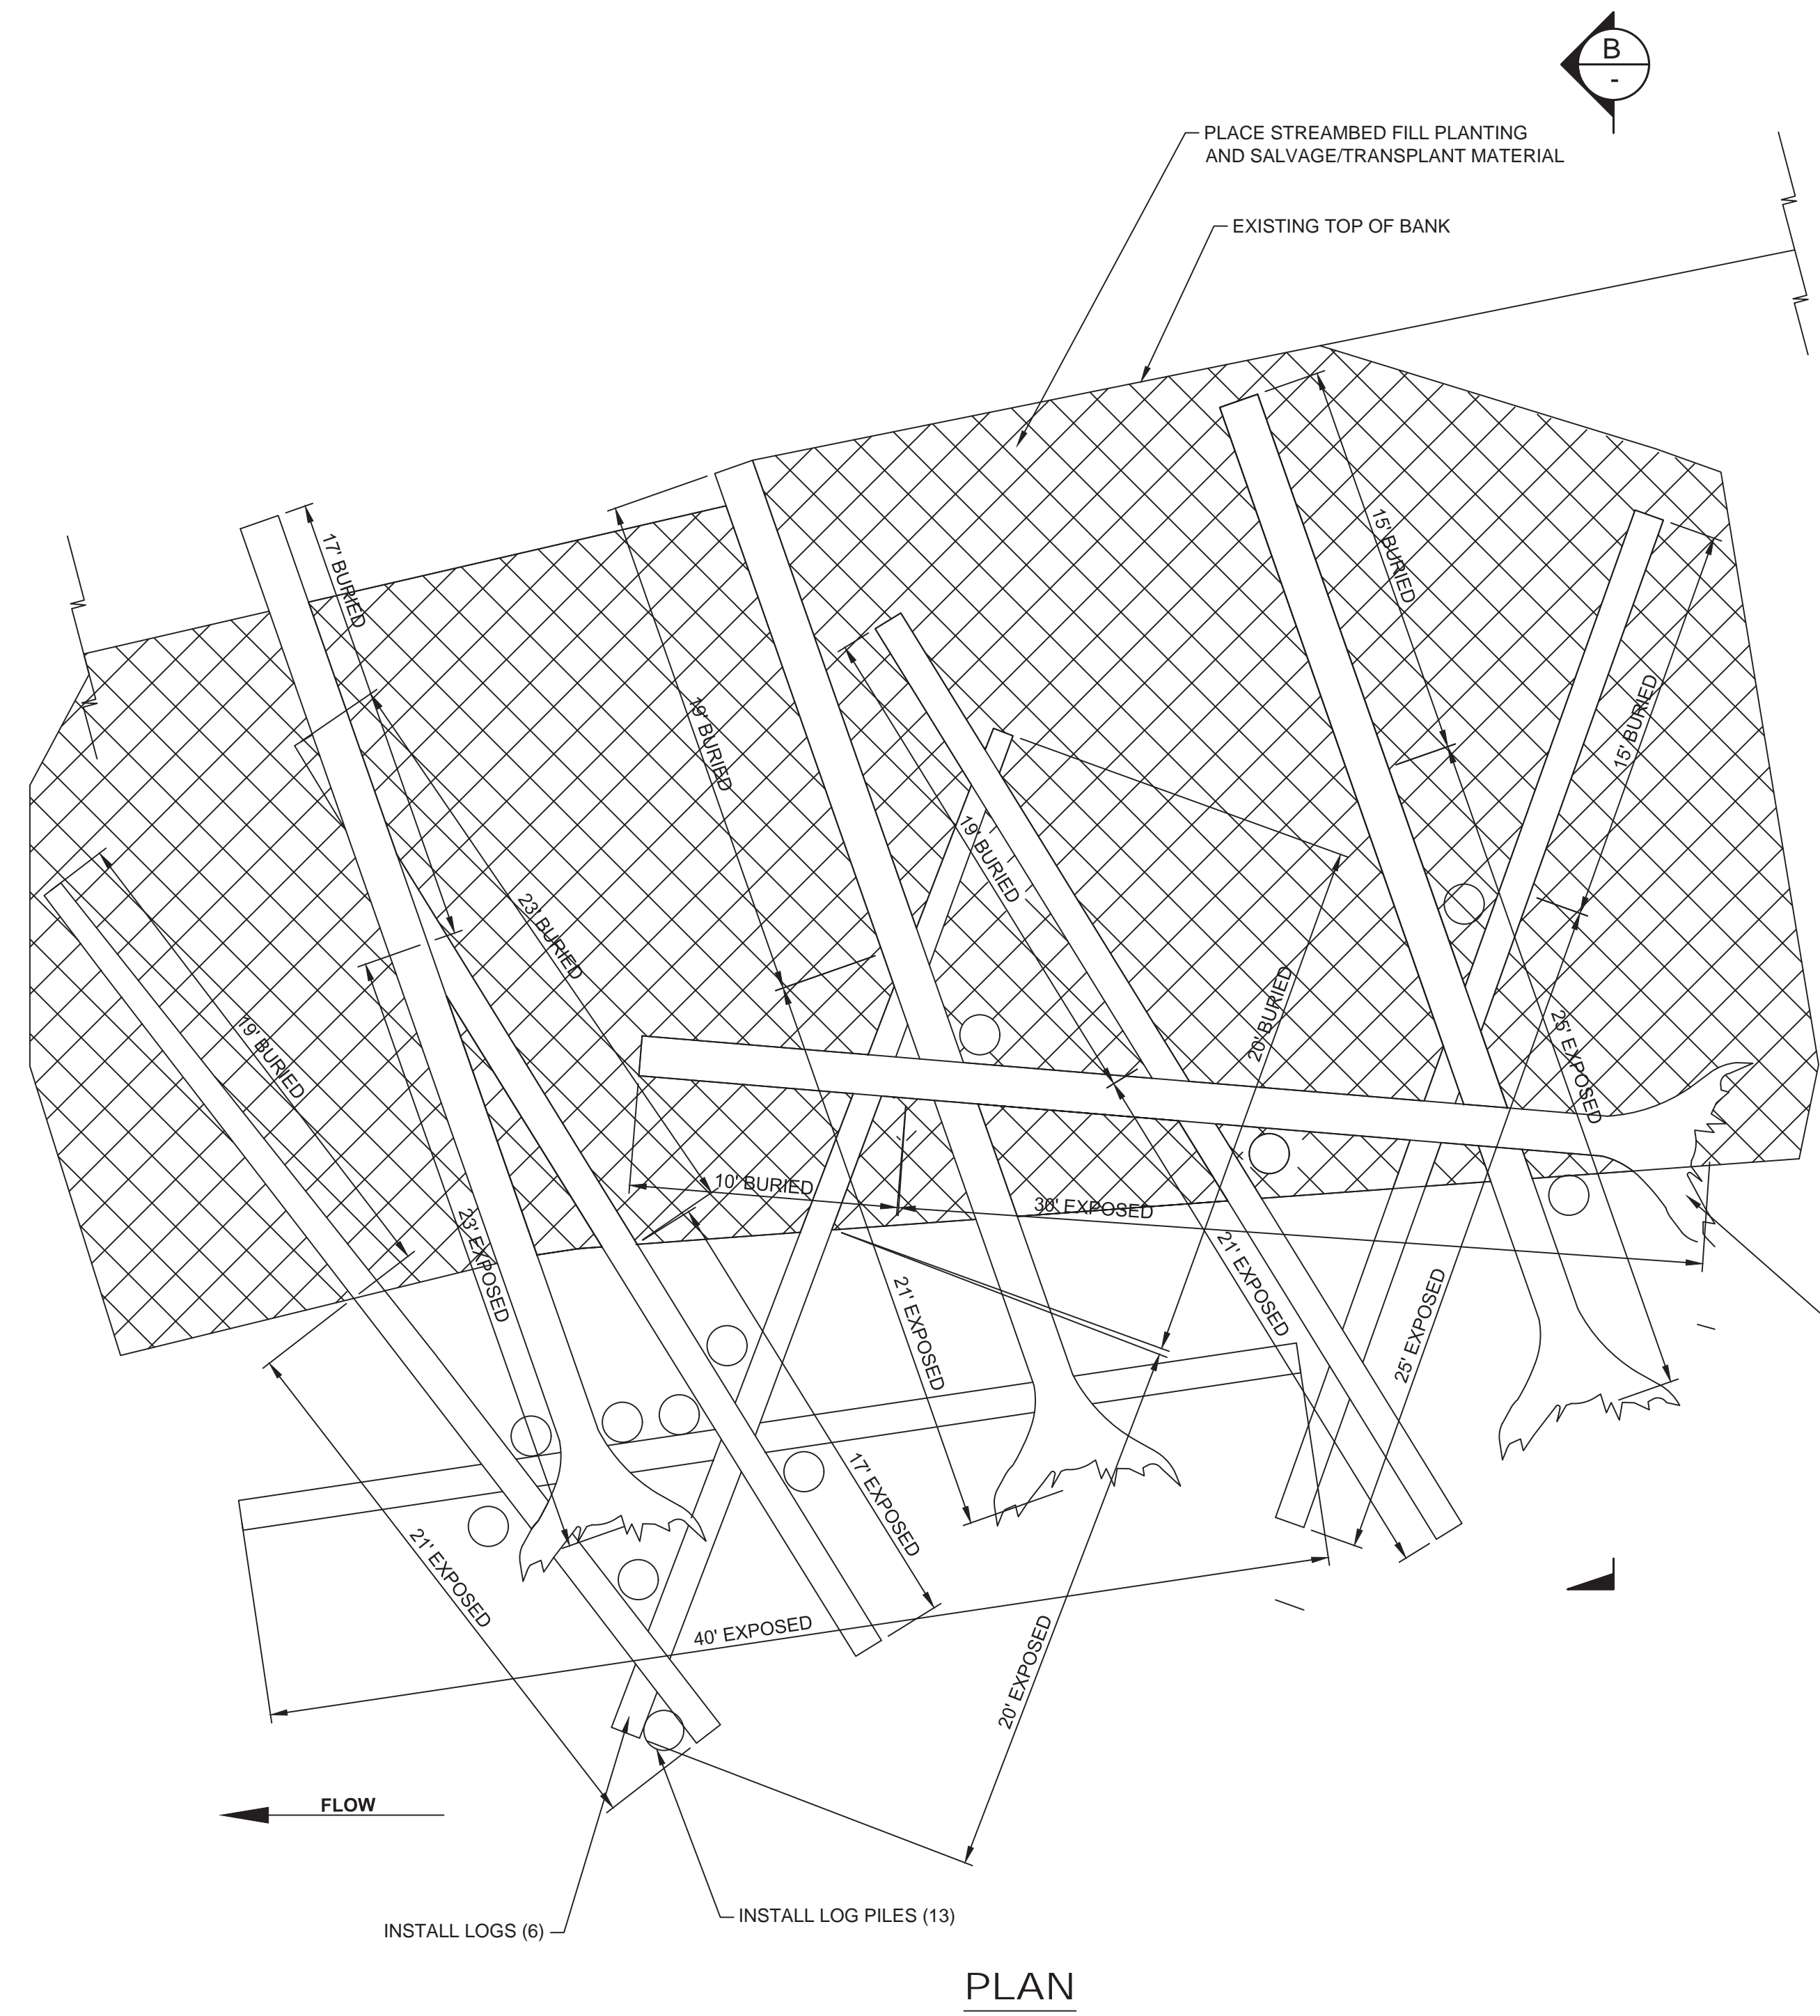 B
-
PLACE STREAMBED FILL PLANTING
AND SALVAGE/TRANSPLANT MATERIAL
EXISTING TOP OF BANK
17' BURIED
15' BURIED
19' BURIED
15' BURIED
19' BURIED
23' BURIED
19' BURIED
20' BURIED
25' EXPOSED
10' BURIED
30' EXPOSED
23' EXPOSED
21' EXPOSED
21' EXPOSED
25' EXPOSED
17' EXPOSED
21' EXPOSED
40' EXPOSED
20' EXPOSED
FLOW
INSTALL LOG PILES (13)
INSTALL LOGS (6)
PLAN